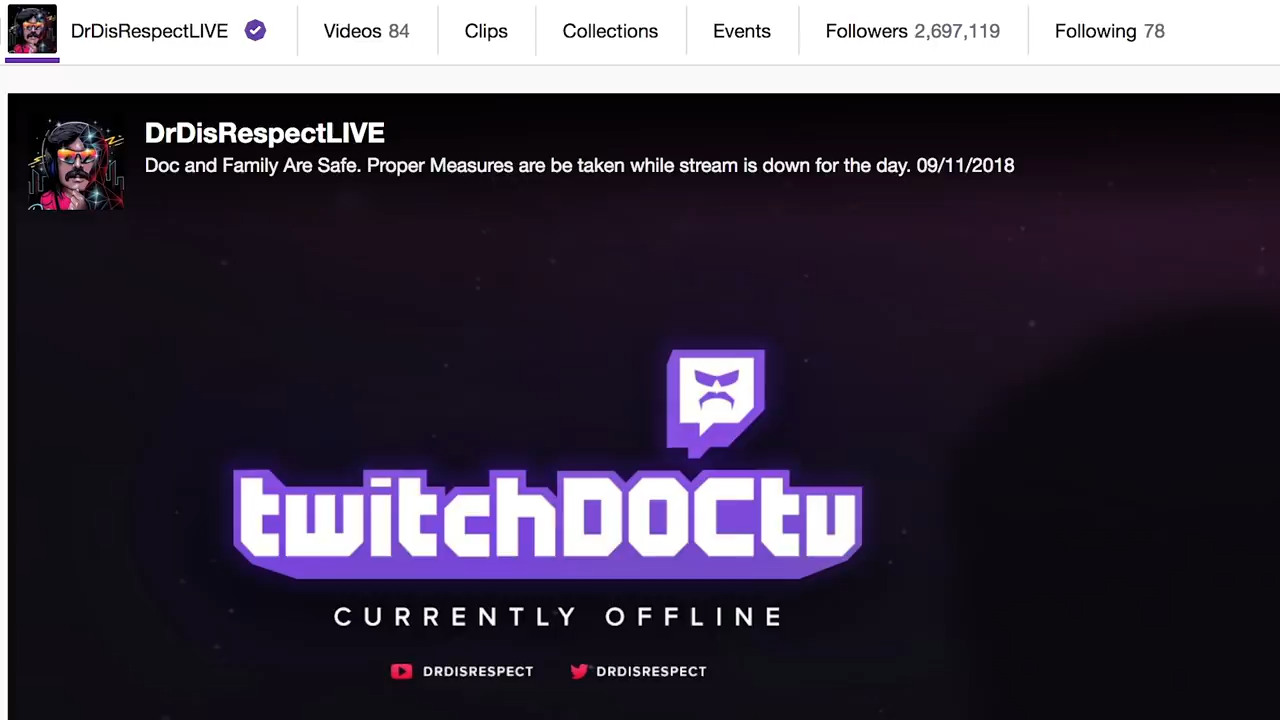 DrDisRespectLIVE Videos 84 Clips Collections Events Followers 2,697,119 Following 78
DrDisRespectLIVE
Doc and Family Are Safe. Proper Measures are be taken while stream is down for the day. 09/11/2018
twitchDOCtv
CURRENTLY OFFLINE
DRDISRESPECT DRDISRESPECT